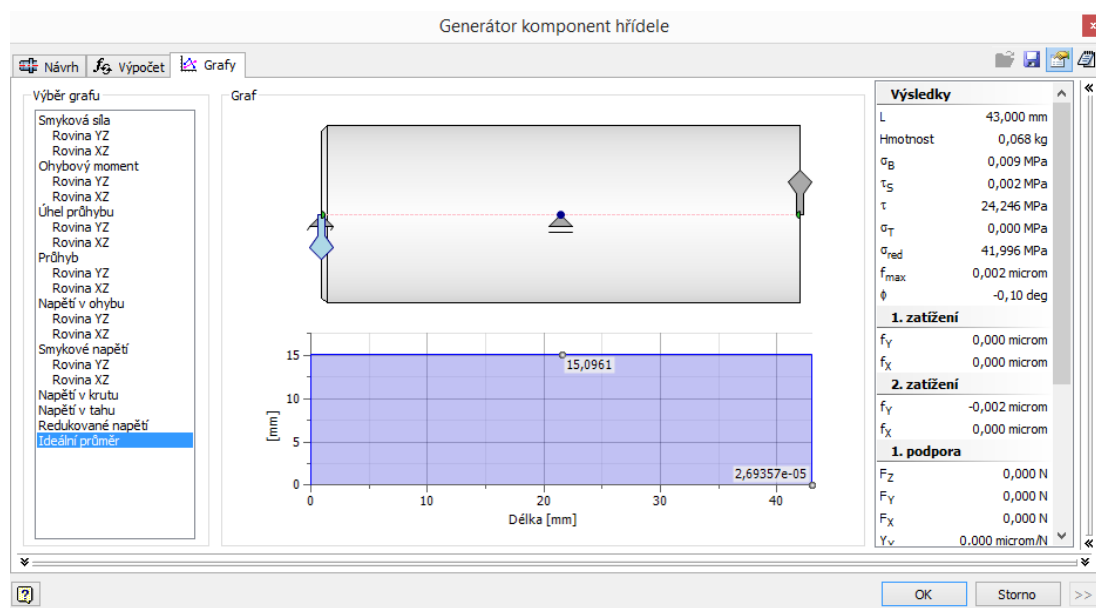 Generátor komponent hřídele
x
Návrh
Výpočet
Grafy
Výběr grafu
Smyková síla
Rovina YZ
Rovina XZ
Ohybový moment
Rovina YZ
Rovina XZ
Úhel průhybu
Rovina YZ
Rovina XZ
Průhyb
Rovina YZ
Rovina XZ
Napětí v ohybu
Rovina YZ
Rovina XZ
Smykové napětí
Rovina YZ
Rovina XZ
Napětí v krutu
Napětí v tahu
Redukované napětí
Ideální průměr
Graf
15
10
5
0
[mm]
15,0961
2,69357e-05
0 10 20 30 40
Délka [mm]
Výsledky
L 43,000 mm
Hmotnost 0,068 kg
σB 0,009 MPa
τS 0,002 MPa
τ 24,246 MPa
σT 0,000 MPa
σred 41,996 MPa
fmax 0,002 microm
ϕ -0,10 deg
1. zatížení
fY 0,000 microm
fX 0,000 microm
2. zatížení
fY -0,002 microm
fX 0,000 microm
1. podpora
FZ 0,000 N
FY 0,000 N
FX 0,000 N
0,000 microm/N
OK
Storno
>>